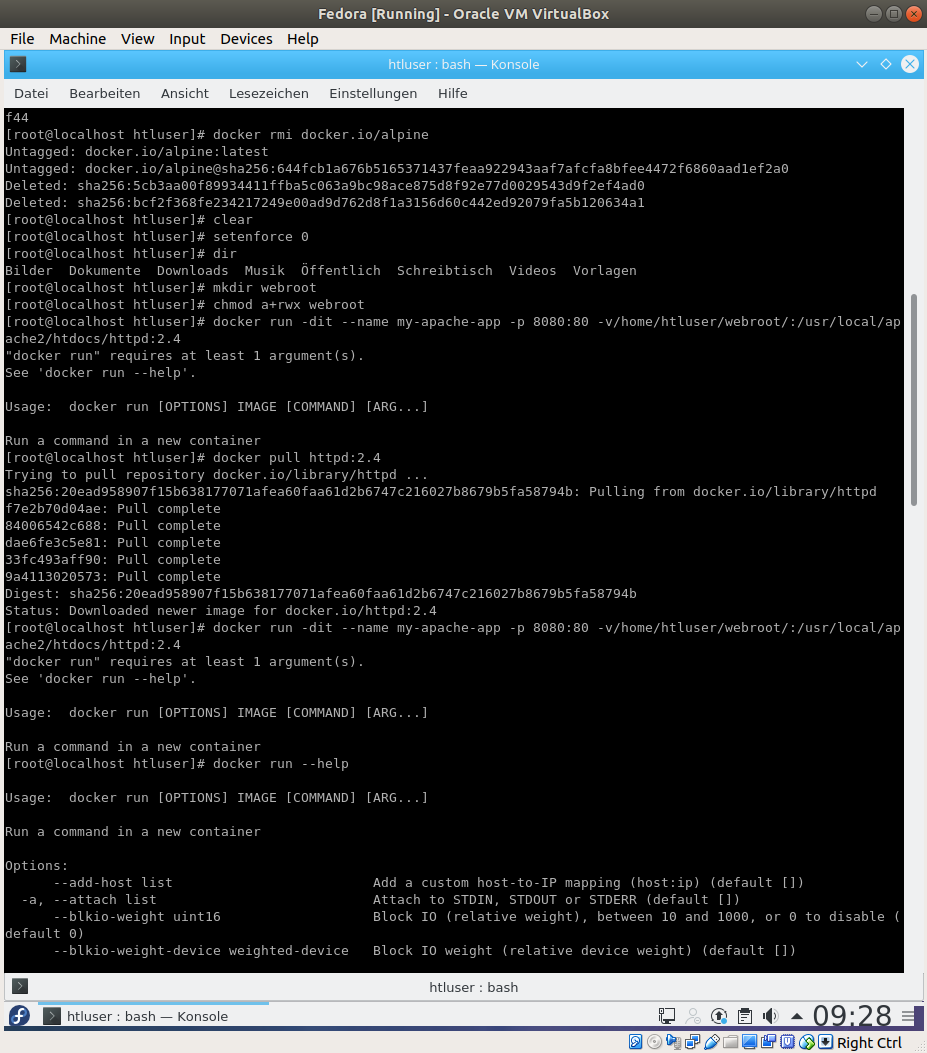 Fedora [Running] - Oracle VM VirtualBox
File Machine View Input Devices Help
htluser : bash — Konsole
Datei Bearbeiten Ansicht Lesezeichen Einstellungen Hilfe
f44
[root@localhost htluser]# docker rmi docker.io/alpine
Untagged: docker.io/alpine:latest
Untagged: docker.io/alpine@sha256:644fcb1a676b5165371437feaa922943aaf7afcfa8bfee4472f6860aad1ef2a0
Deleted: sha256:5cb3aa00f89934411ffba5c063a9bc98ace875d8f92e77d0029543d9f2ef4ad0
Deleted: sha256:bcf2f368fe234217249e00ad9d762d8f1a3156d60c442ed92079fa5b120634a1
[root@localhost htluser]# clear
[root@localhost htluser]# setenforce 0
[root@localhost htluser]# dir
Bilder  Dokumente  Downloads  Musik  Öffentlich  Schreibtisch  Videos  Vorlagen
[root@localhost htluser]# mkdir webroot
[root@localhost htluser]# chmod a+rwx webroot
[root@localhost htluser]# docker run -dit --name my-apache-app -p 8080:80 -v/home/htluser/webroot/:/usr/local/ap
ache2/htdocs/httpd:2.4
"docker run" requires at least 1 argument(s).
See 'docker run --help'.
Usage:  docker run [OPTIONS] IMAGE [COMMAND] [ARG...]
Run a command in a new container
[root@localhost htluser]# docker pull httpd:2.4
Trying to pull repository docker.io/library/httpd ...
sha256:20ead958907f15b638177071afea60faa61d2b6747c216027b8679b5fa58794b: Pulling from docker.io/library/httpd
f7e2b70d04ae: Pull complete
84006542c688: Pull complete
dae6fe3c5e81: Pull complete
33fc493aff90: Pull complete
9a4113020573: Pull complete
Digest: sha256:20ead958907f15b638177071afea60faa61d2b6747c216027b8679b5fa58794b
Status: Downloaded newer image for docker.io/httpd:2.4
[root@localhost htluser]# docker run -dit --name my-apache-app -p 8080:80 -v/home/htluser/webroot/:/usr/local/ap
ache2/htdocs/httpd:2.4
"docker run" requires at least 1 argument(s).
See 'docker run --help'.
Usage:  docker run [OPTIONS] IMAGE [COMMAND] [ARG...]
Run a command in a new container
[root@localhost htluser]# docker run --help
Usage:  docker run [OPTIONS] IMAGE [COMMAND] [ARG...]
Run a command in a new container
Options:
      --add-host list                         Add a custom host-to-IP mapping (host:ip) (default [])
  -a, --attach list                           Attach to STDIN, STDOUT or STDERR (default [])
      --blkio-weight uint16                   Block IO (relative weight), between 10 and 1000, or 0 to disable (
default 0)
      --blkio-weight-device weighted-device   Block IO weight (relative device weight) (default [])
htluser : bash
htluser : bash — Konsole
09:28
Right Ctrl